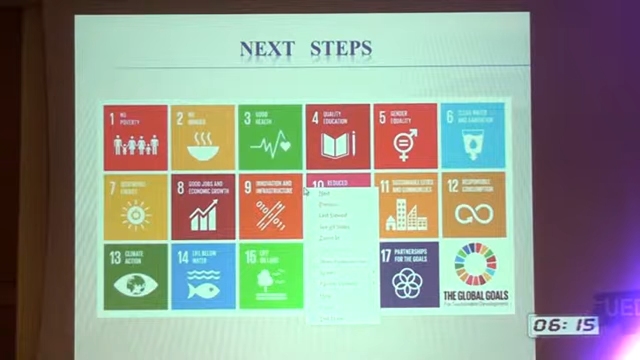 NEXT STEPS
1 NO
POVERTY
2 NO
HUNGER
3 GOOD
HEALTH
4 QUALITY
EDUCATION
5 GENDER
EQUALITY
6 CLEAN WATER
AND SANITATION
7 RENEWABLE
ENERGY
8 GOOD JOBS AND
ECONOMIC GROWTH
9 INNOVATION AND
INFRASTRUCTURE
10 REDUCED
11 SUSTAINABLE CITIES
AND COMMUNITIES
12 RESPONSIBLE
CONSUMPTION
13 CLIMATE
ACTION
14 LIFE BELOW
WATER
15 LIFE
ON LAND
17 PARTNERSHIPS
FOR THE GOALS
THE GLOBAL GOALS
For Sustainable Development
06:15